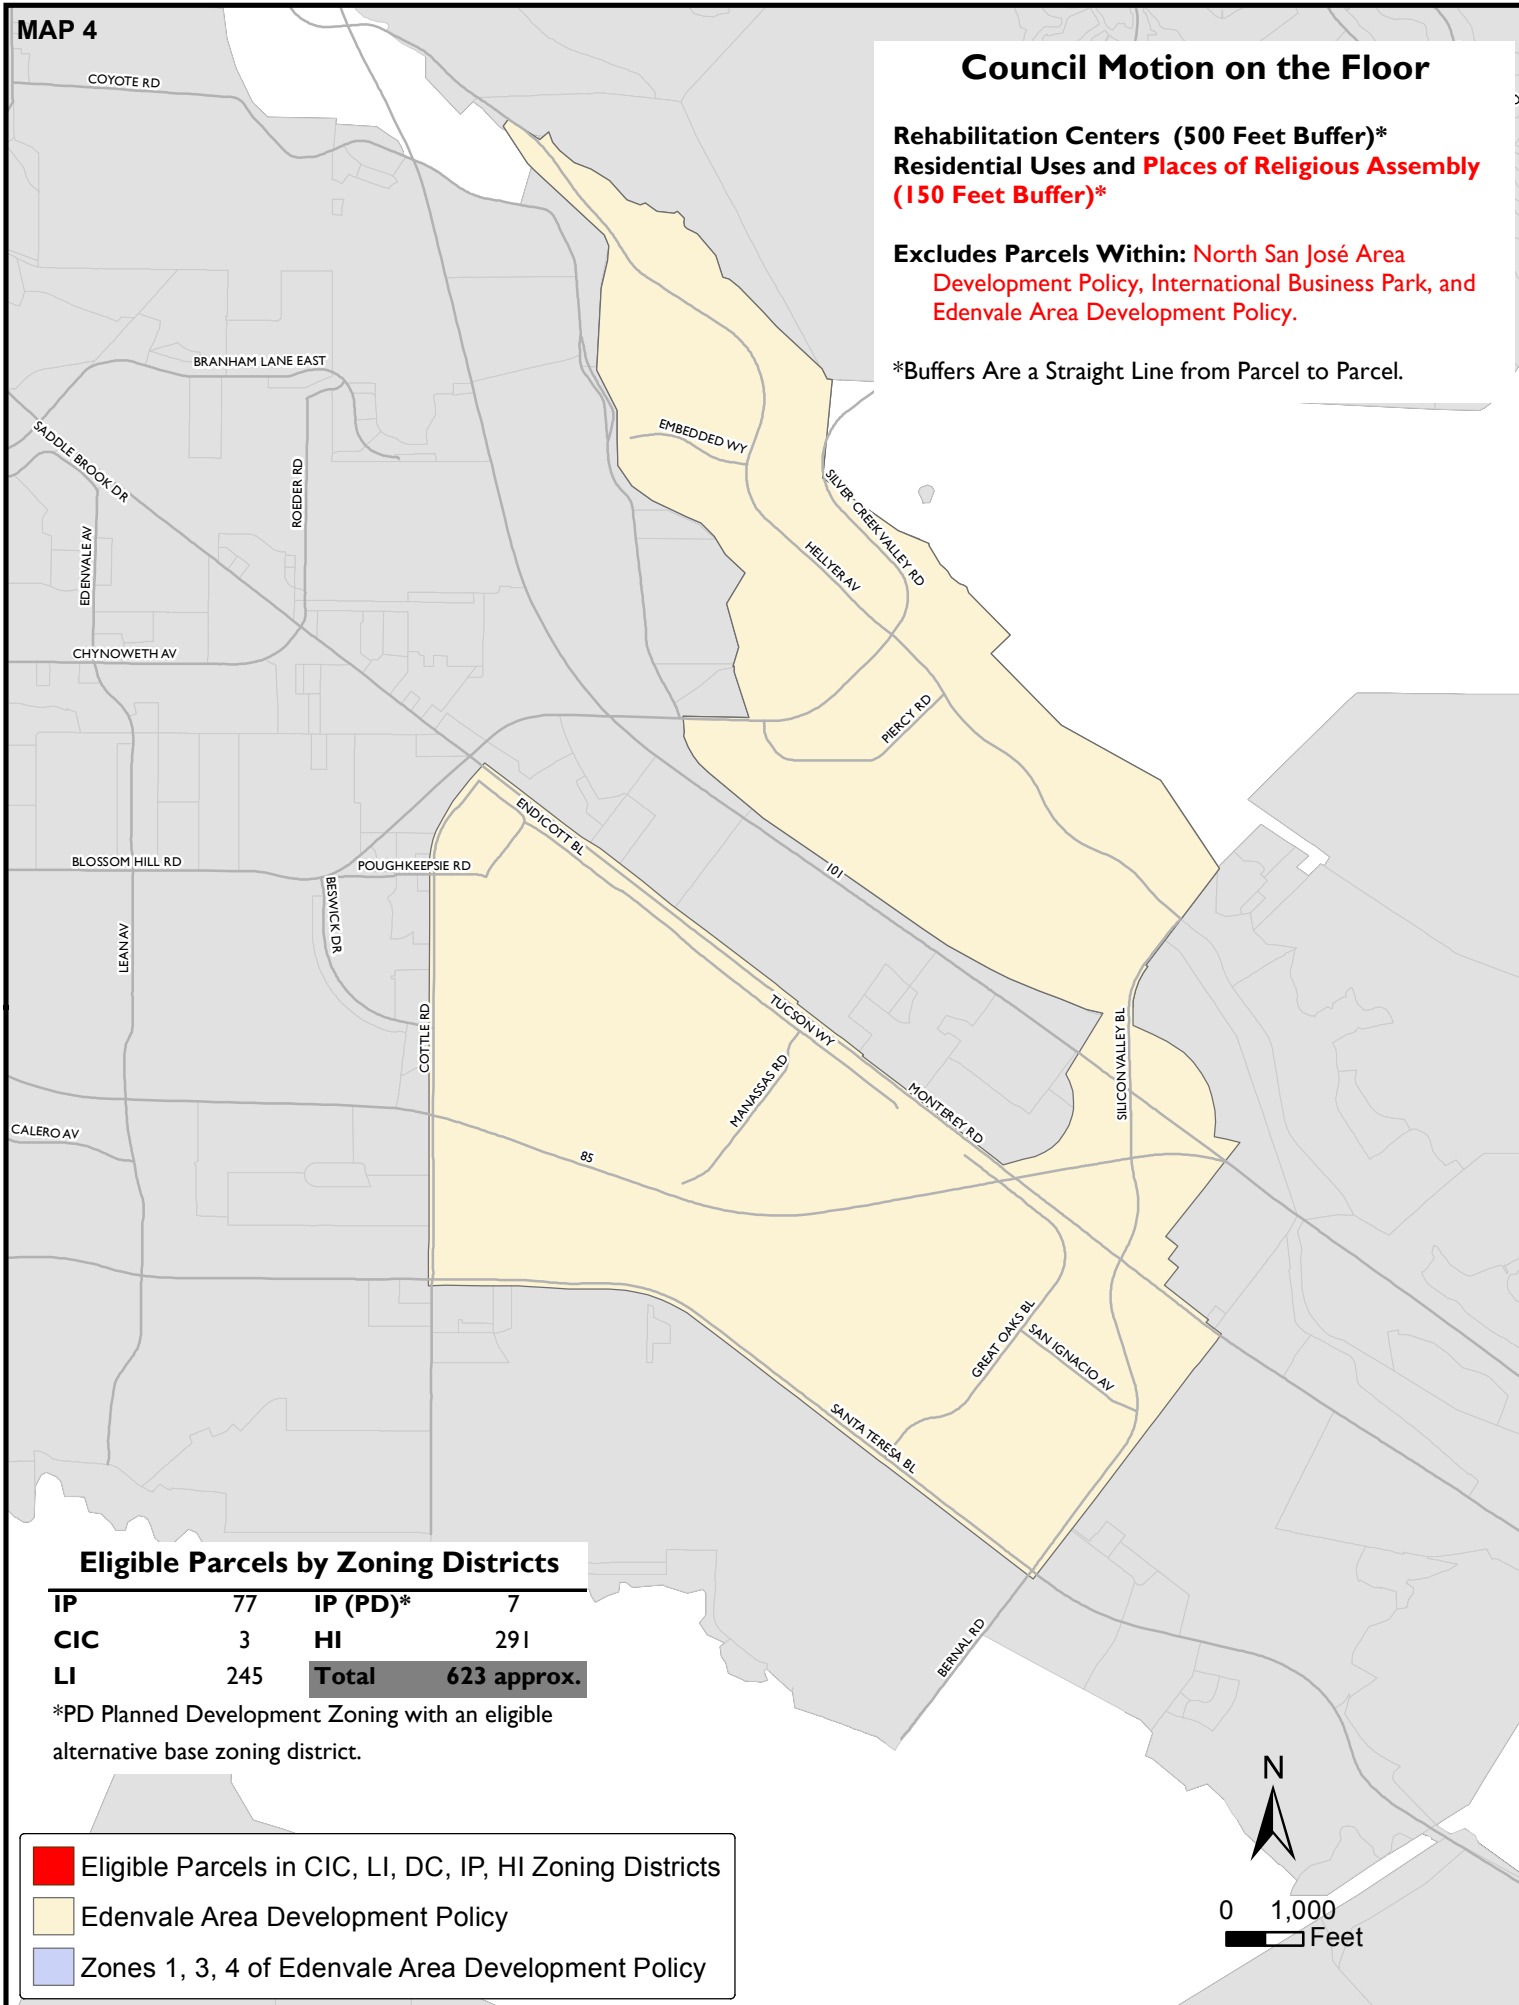 MAP 4
Council Motion on the Floor
Rehabilitation Centers (500 Feet Buffer)*
Residential Uses and Places of Religious Assembly
(150 Feet Buffer)*
Excludes Parcels Within: North San José Area
Development Policy, International Business Park, and
Edenvale Area Development Policy.
*Buffers Are a Straight Line from Parcel to Parcel.
COYOTE RD
BRANHAM LANE EAST
SADDLE BROOK DR
ROEDER RD
EDENVALE AV
CHYNOWETH AV
EMBEDDED WY
SILVER CREEK VALLEY RD
HELLYER AV
PIERCY RD
ENDICOTT BL
BLOSSOM HILL RD
POUGHKEEPSIE RD
BESWICK DR
LEAN AV
101
COTTLE RD
TUCSON WY
MANASSAS RD
MONTEREY RD
SILICON VALLEY BL
CALERO AV
85
GREAT OAKS BL
SAN IGNACIO AV
SANTA TERESA BL
BERNAL RD
Eligible Parcels by Zoning Districts
IP 77 IP (PD)* 7
CIC 3 HI 291
LI 245 Total 623 approx.
*PD Planned Development Zoning with an eligible
alternative base zoning district.
N
0 1,000
Feet
Eligible Parcels in CIC, LI, DC, IP, HI Zoning Districts
Edenvale Area Development Policy
Zones 1, 3, 4 of Edenvale Area Development Policy